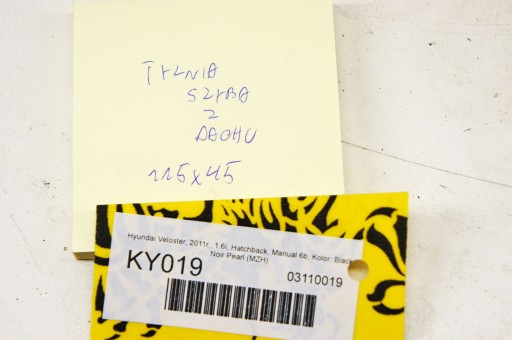 TYLNIA
SZYBA
Z
DACHU
115x45
Hyundai Veloster, 2011r., 1.6i, Hatchback, Manual 6b, Kolor: Black
Noir Pearl (MZH)
KY019
03110019